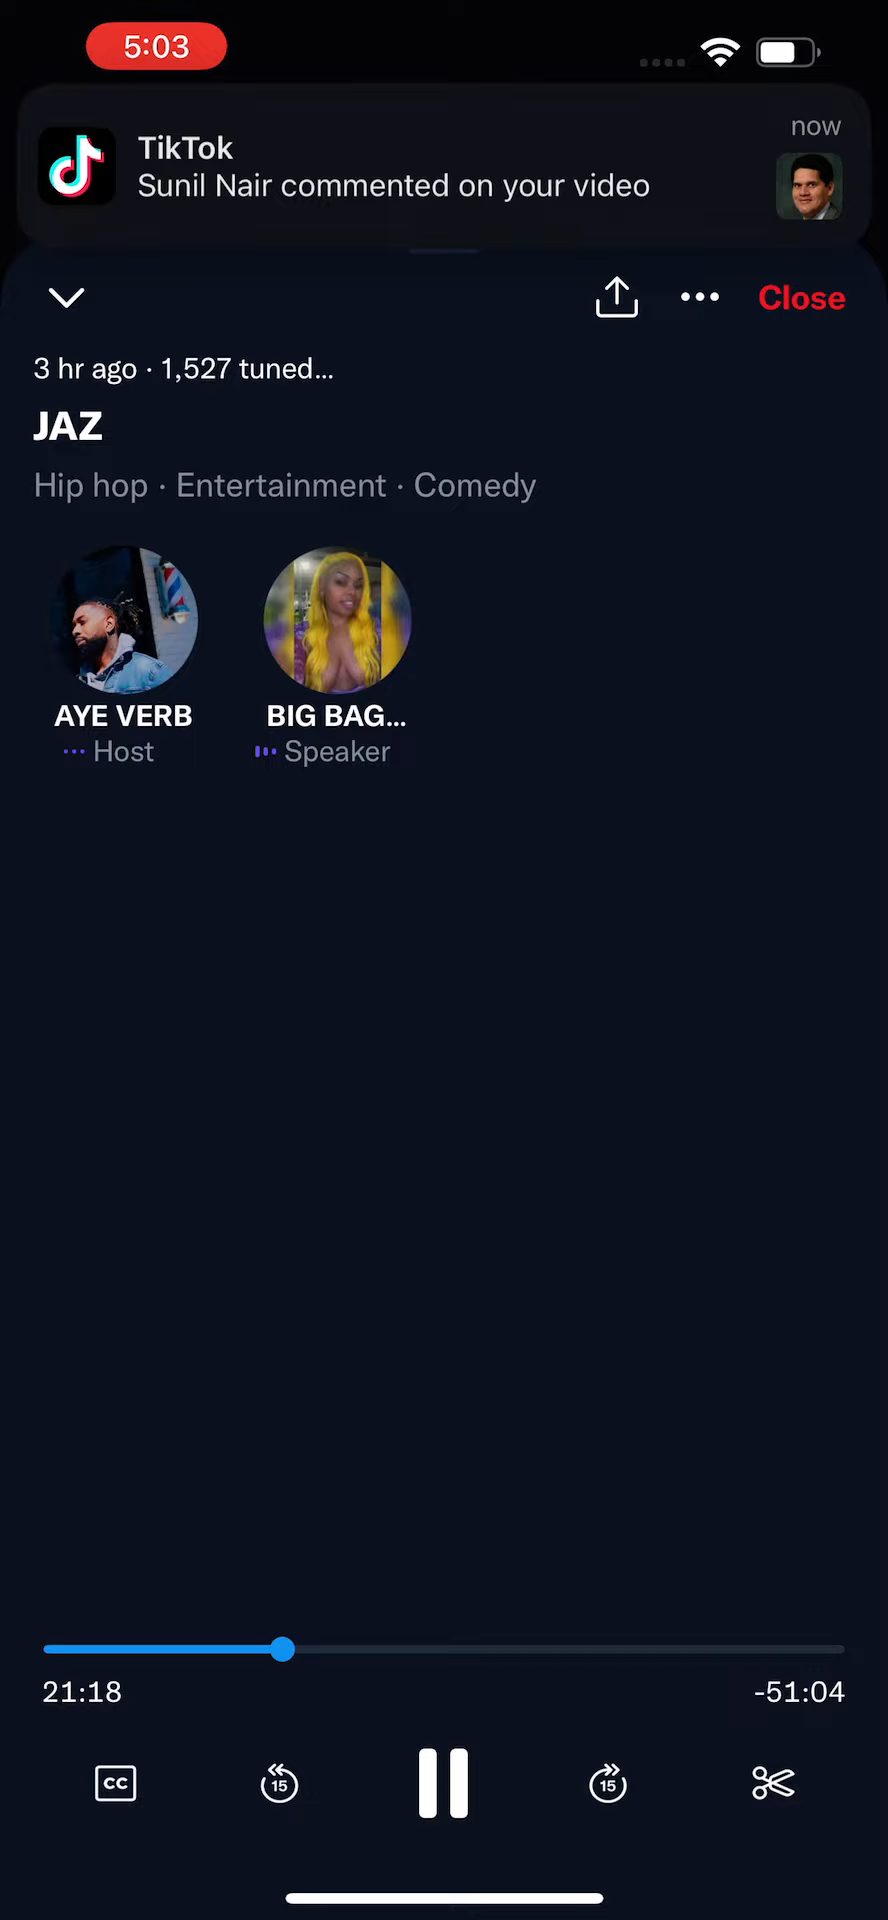 5:03
TikTok
now
Sunil Nair commented on your video
Close
3 hr ago · 1,527 tuned...
JAZ
Hip hop · Entertainment · Comedy
AYE VERB
Host
BIG BAG...
Speaker
21:18
-51:04
CC
15
15